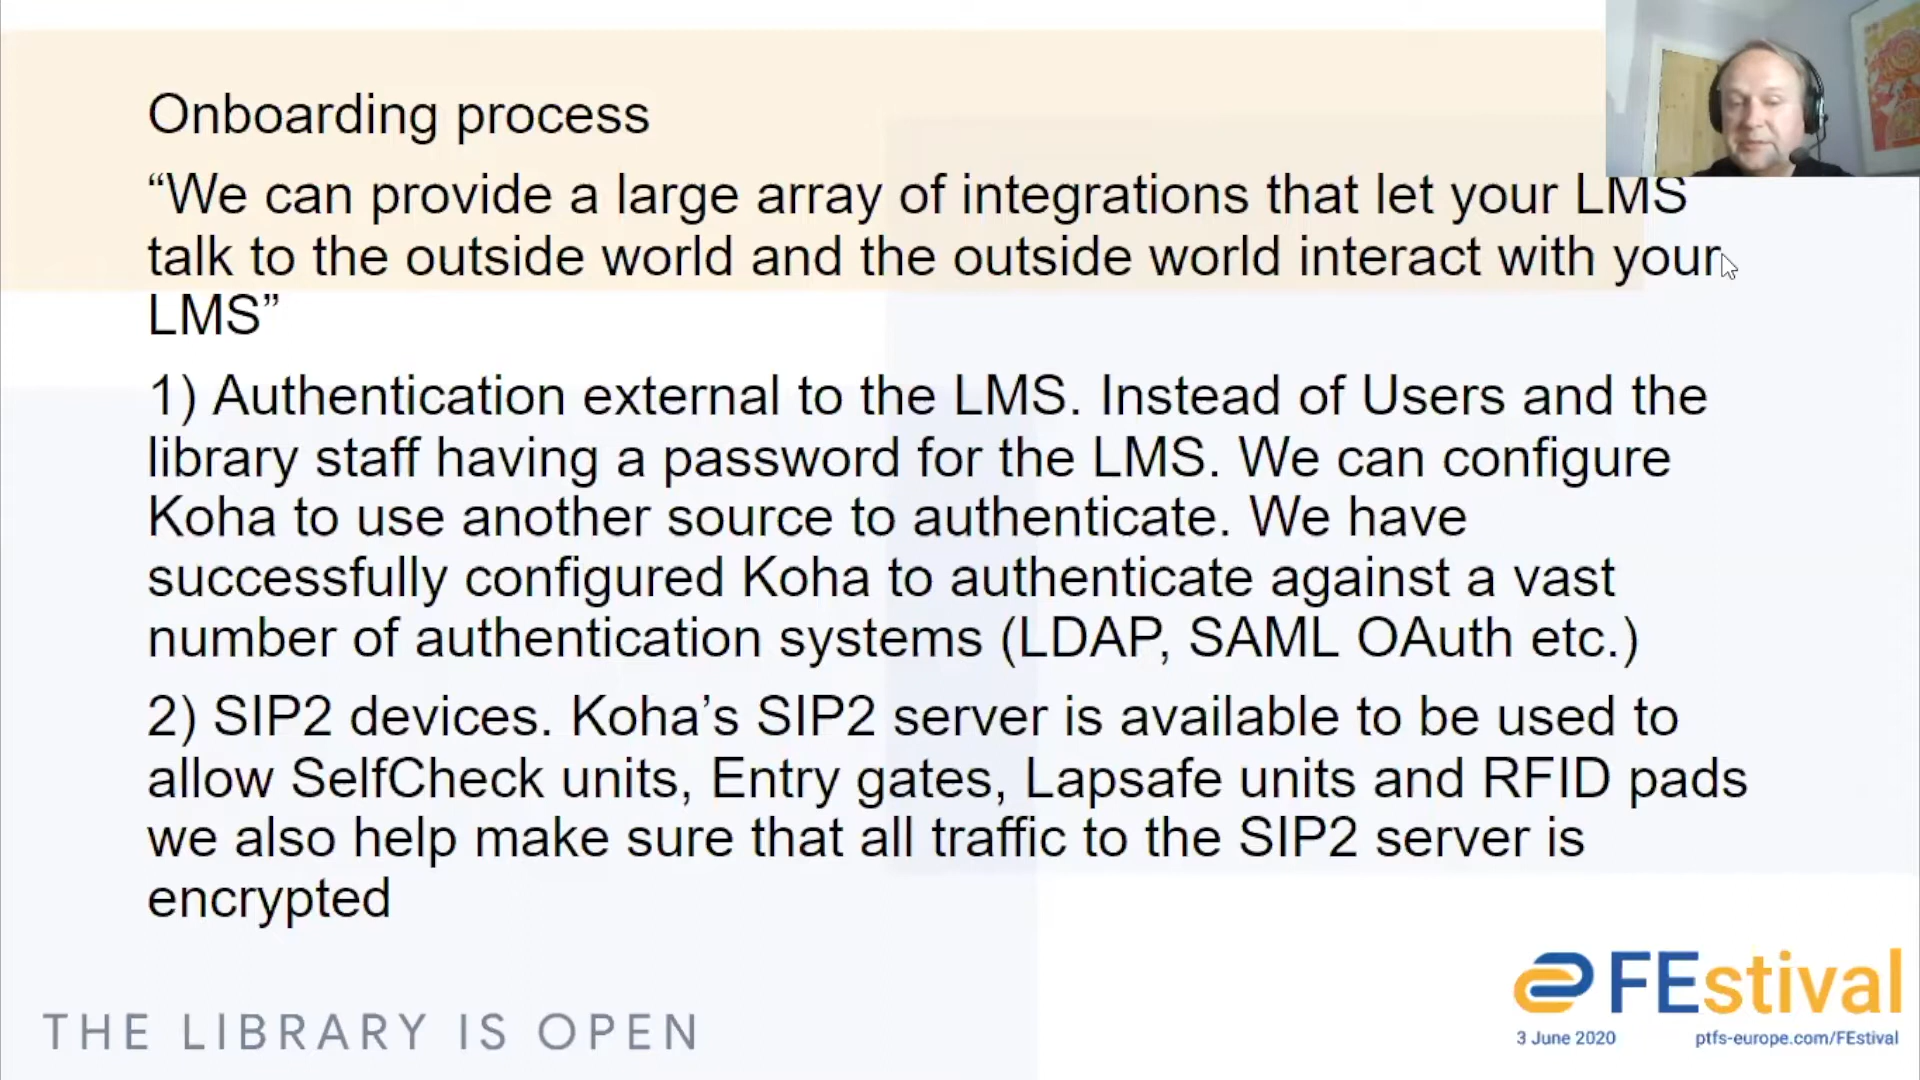 Onboarding process
“We can provide a large array of integrations that let your LMS
talk to the outside world and the outside world interact with your
LMS”
1) Authentication external to the LMS. Instead of Users and the
library staff having a password for the LMS. We can configure
Koha to use another source to authenticate. We have
successfully configured Koha to authenticate against a vast
number of authentication systems (LDAP, SAML OAuth etc.)
2) SIP2 devices. Koha’s SIP2 server is available to be used to
allow SelfCheck units, Entry gates, Lapsafe units and RFID pads
we also help make sure that all traffic to the SIP2 server is
encrypted
THE LIBRARY IS OPEN
FEstival
3 June 2020
ptfs-europe.com/FEstival